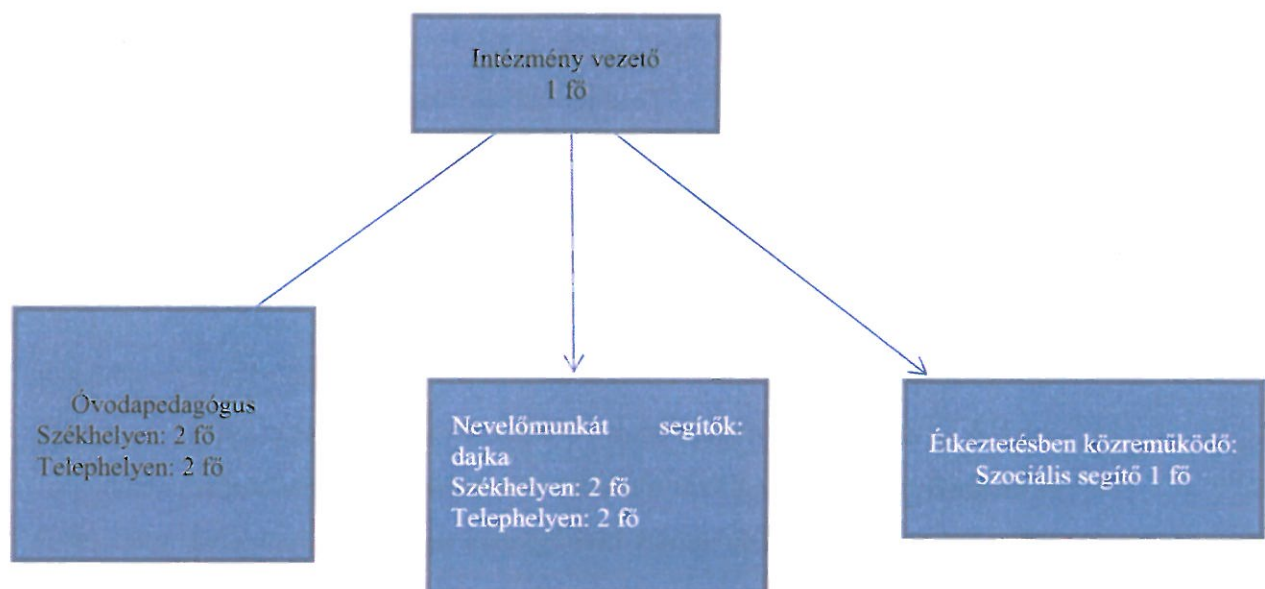 Intézmény vezető
1 fő
Óvodapedagógus
Székhelyen: 2 fő
Telephelyen: 2 fő
Nevelőmunkát segítők:
dajka
Székhelyen: 2 fő
Telephelyen: 2 fő
Étkeztetésben közreműködő:
Szociális segítő 1 fő